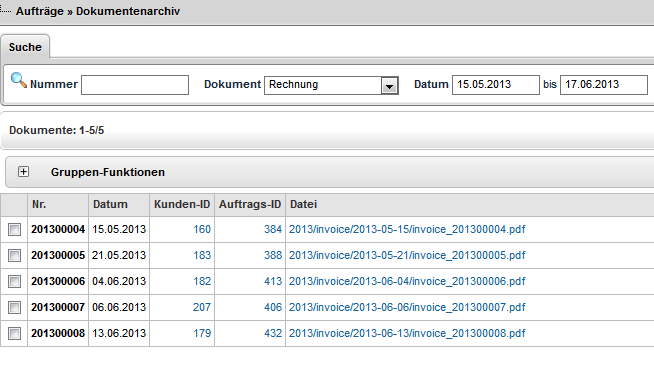 Aufträge » Dokumentenarchiv
Suche
Nummer Dokument Rechnung Datum 15.05.2013 bis 17.06.2013
Dokumente: 1-5/5
Gruppen-Funktionen
Nr. Datum Kunden-ID Auftrags-ID Datei
201300004 15.05.2013 160 384 2013/invoice/2013-05-15/invoice_201300004.pdf
201300005 21.05.2013 183 388 2013/invoice/2013-05-21/invoice_201300005.pdf
201300006 04.06.2013 182 413 2013/invoice/2013-06-04/invoice_201300006.pdf
201300007 06.06.2013 207 406 2013/invoice/2013-06-06/invoice_201300007.pdf
201300008 13.06.2013 179 432 2013/invoice/2013-06-13/invoice_201300008.pdf